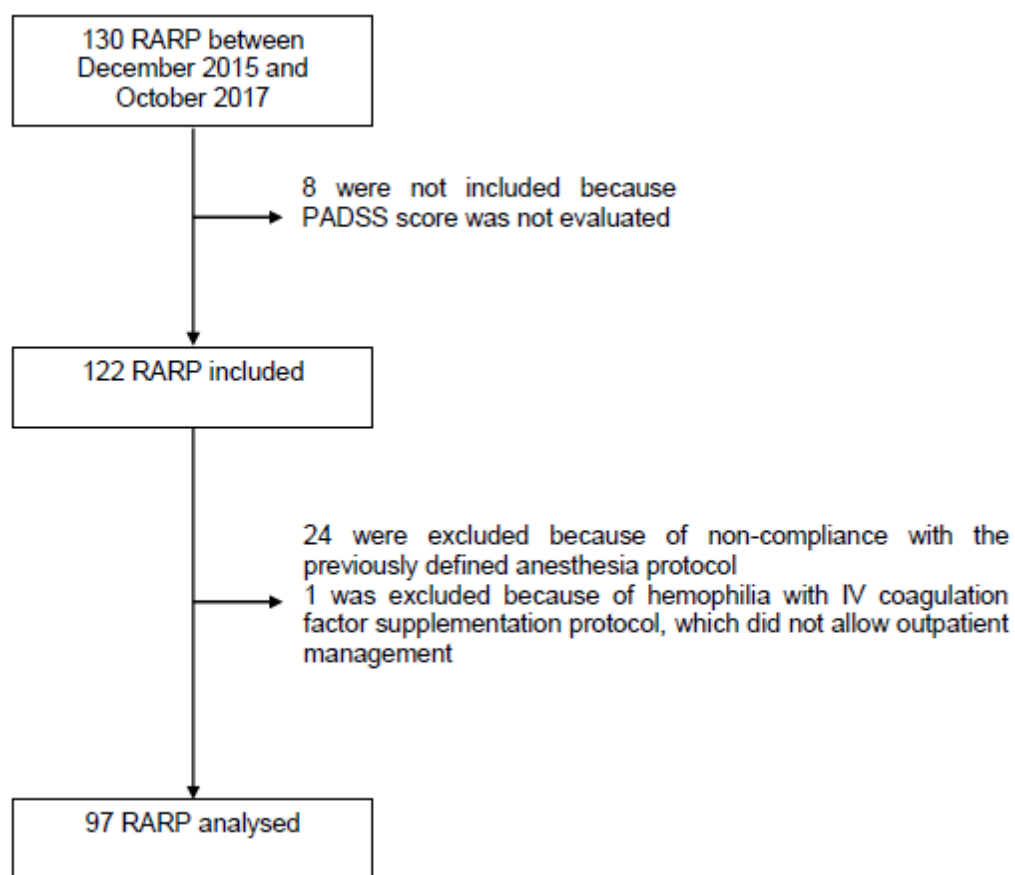 130 RARP between
December 2015 and
October 2017
8 were not included because
PADSS score was not evaluated
122 RARP included
24 were excluded because of non-compliance with the
previously defined anesthesia protocol
1 was excluded because of hemophilia with IV coagulation
factor supplementation protocol, which did not allow outpatient
management
97 RARP analysed